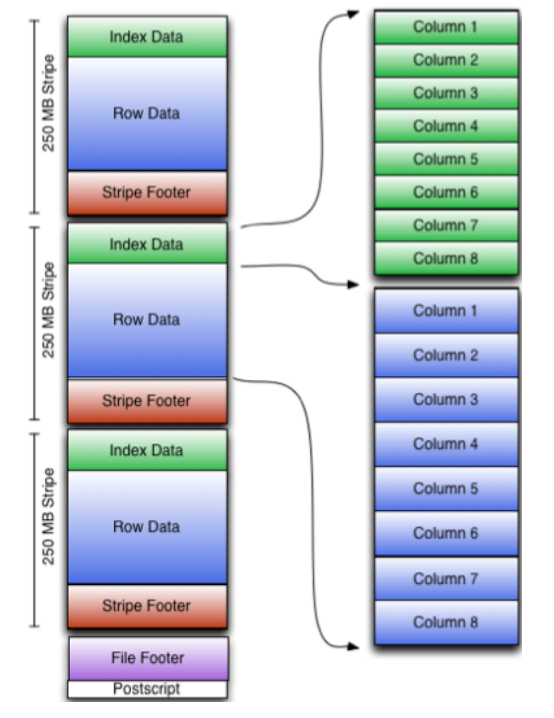 250 MB Stripe
Index Data
Row Data
Stripe Footer
250 MB Stripe
Index Data
Row Data
Stripe Footer
250 MB Stripe
Index Data
Row Data
Stripe Footer
File Footer
Postscript
Column 1
Column 2
Column 3
Column 4
Column 5
Column 6
Column 7
Column 8
Column 1
Column 2
Column 3
Column 4
Column 5
Column 6
Column 7
Column 8